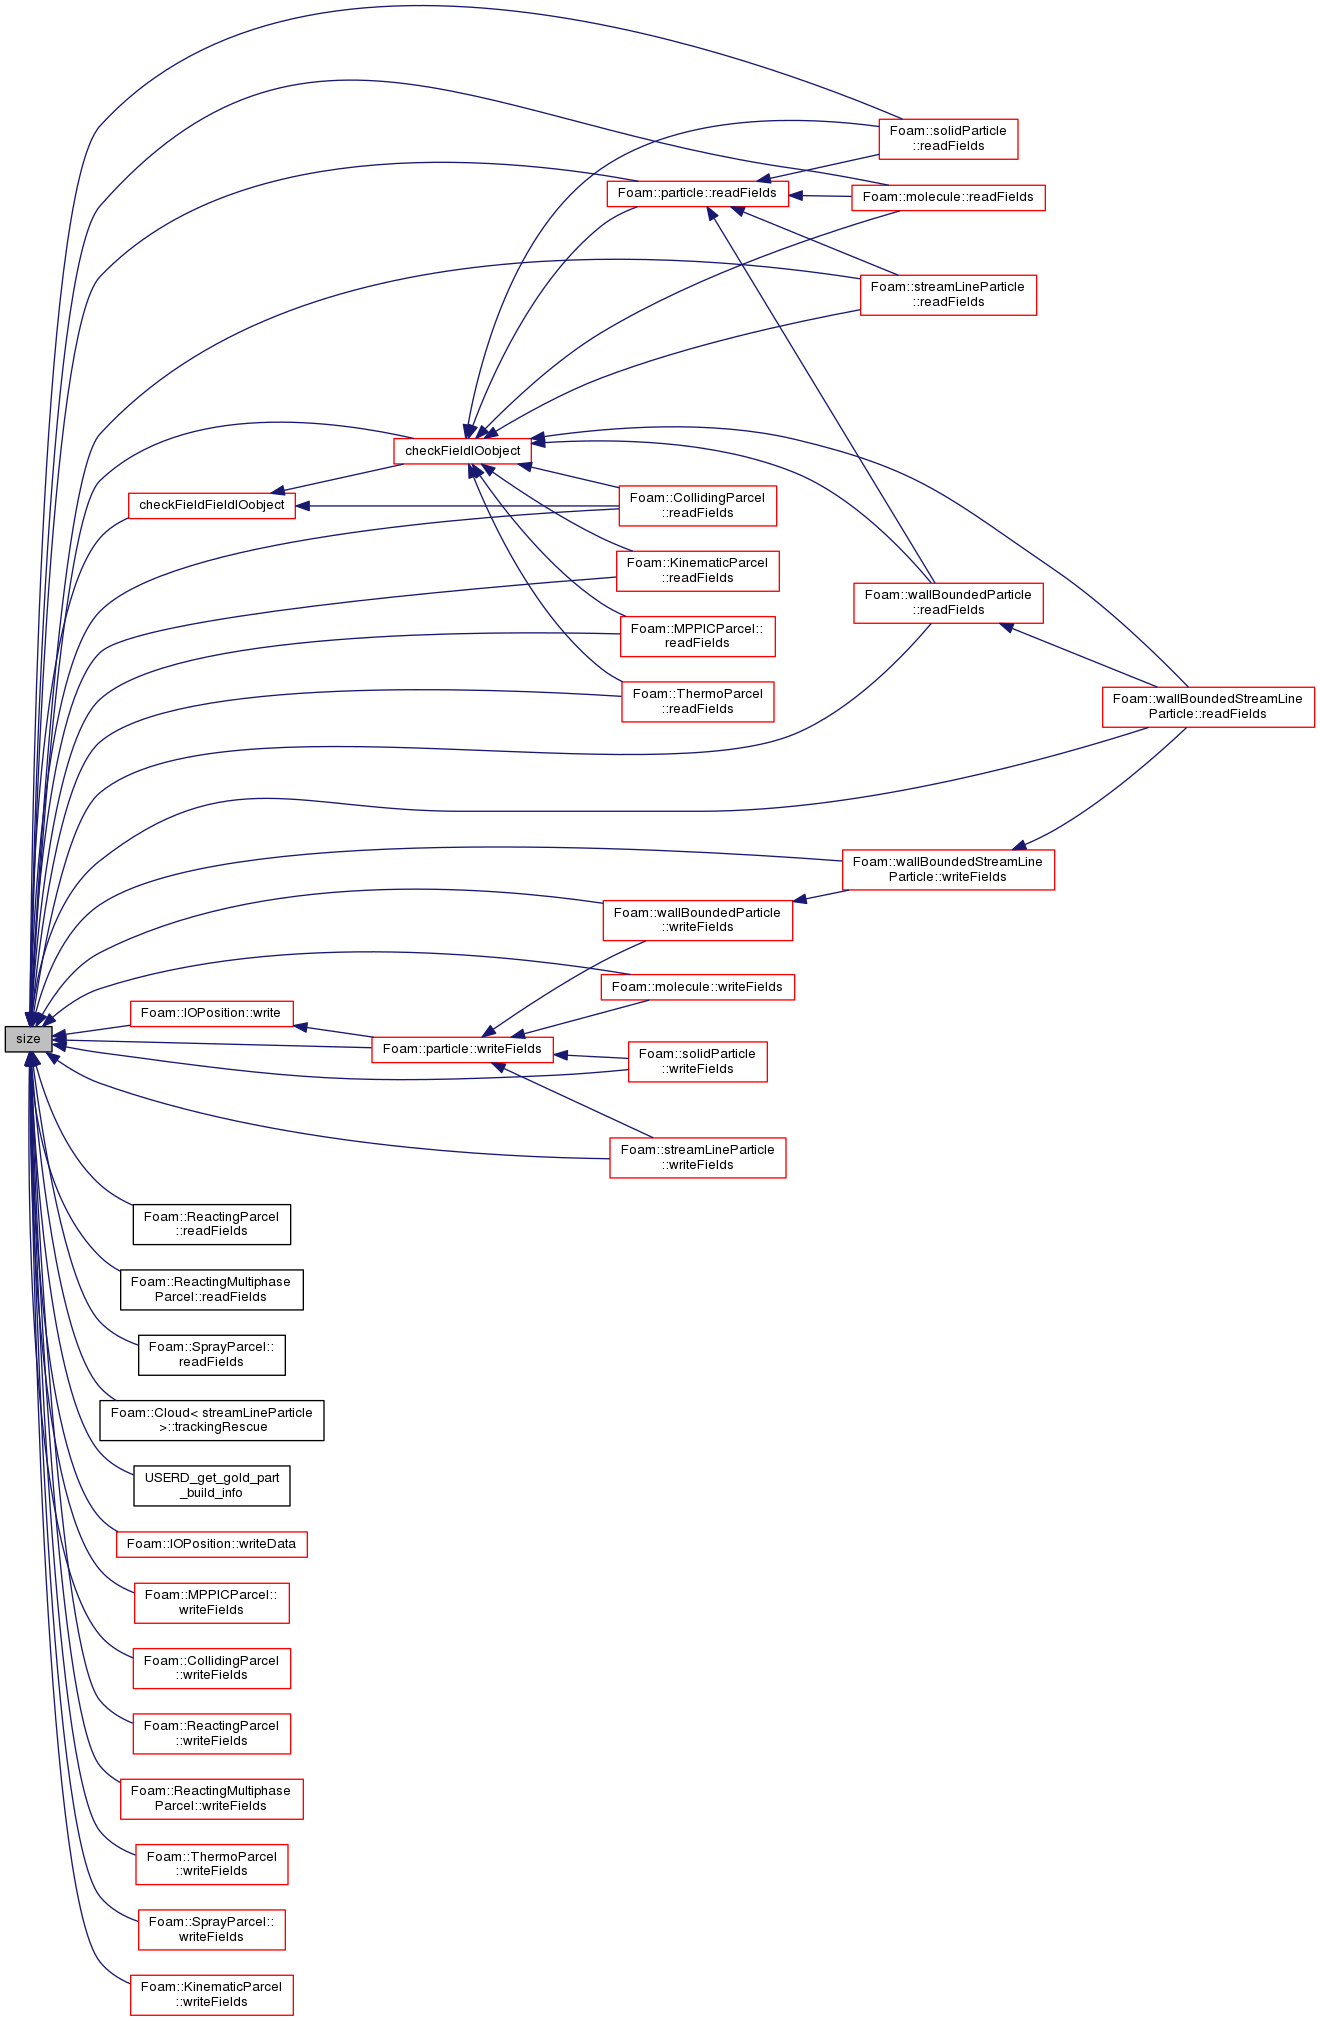 Foam::solidParticle
::readFields
Foam::particle::readFields
Foam::molecule::readFields
Foam::streamLineParticle
::readFields
checkFieldIOobject
checkFieldFieldIOobject
Foam::CollidingParcel
::readFields
Foam::KinematicParcel
::readFields
Foam::wallBoundedParticle
::readFields
Foam::MPPICParcel::
readFields
Foam::ThermoParcel
::readFields
Foam::wallBoundedStreamLine
Particle::readFields
Foam::wallBoundedStreamLine
Particle::writeFields
Foam::wallBoundedParticle
::writeFields
Foam::molecule::writeFields
Foam::IOPosition::write
size
Foam::particle::writeFields
Foam::solidParticle
::writeFields
Foam::streamLineParticle
::writeFields
Foam::ReactingParcel
::readFields
Foam::ReactingMultiphase
Parcel::readFields
Foam::SprayParcel::
readFields
Foam::Cloud< streamLineParticle
>::trackingRescue
USERD_get_gold_part
_build_info
Foam::IOPosition::writeData
Foam::MPPICParcel::
writeFields
Foam::CollidingParcel
::writeFields
Foam::ReactingParcel
::writeFields
Foam::ReactingMultiphase
Parcel::writeFields
Foam::ThermoParcel
::writeFields
Foam::SprayParcel::
writeFields
Foam::KinematicParcel
::writeFields